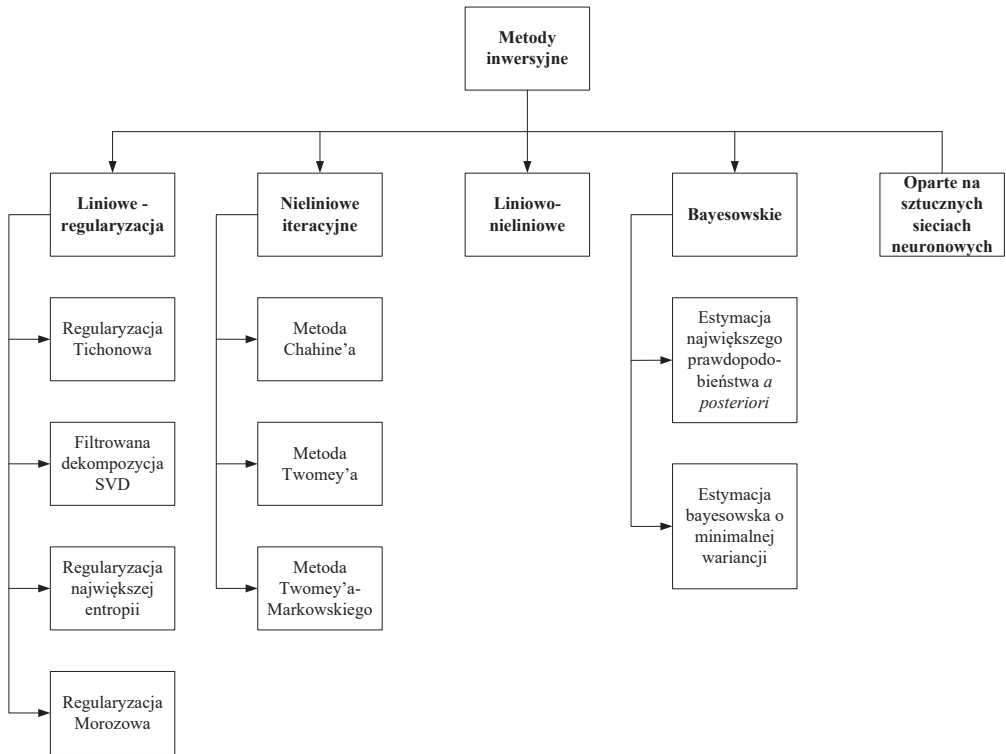 Metody
inwersyjne
Liniowe -
regularyzacja
Nieliniowe
iteracyjne
Liniowo-
nieliniowe
Bayesowskie
Oparte na
sztucznych
sieciach
neuronowych
Regularyzacja
Tichonowa
Filtrowana
dekompozycja
SVD
Regularyzacja
największej
entropii
Regularyzacja
Morozowa
Metoda
Chahine’a
Metoda
Twomey’a
Metoda
Twomey’a-
Markowskiego
Estymacja
największego
prawdopodo-
bieństwa a
posteriori
Estymacja
bayesowska o
minimalnej
wariancji